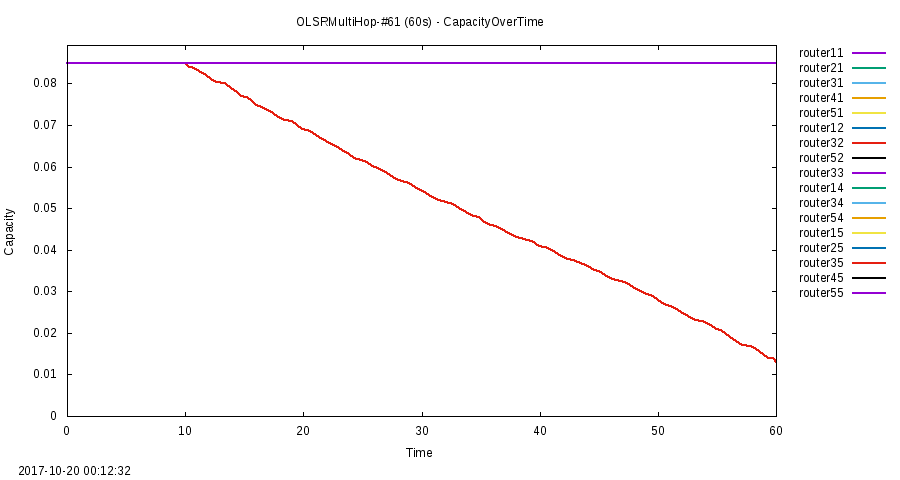 OLSRMultiHop-#61 (60s) - CapacityOverTime
router11
router21
router31
router41
router51
router12
router32
router52
router33
router14
router34
router54
router15
router25
router35
router45
router55
Capacity
0.08
0.07
0.06
0.05
0.04
0.03
0.02
0.01
0
0 10 20 30 40 50 60
Time
2017-10-20 00:12:32